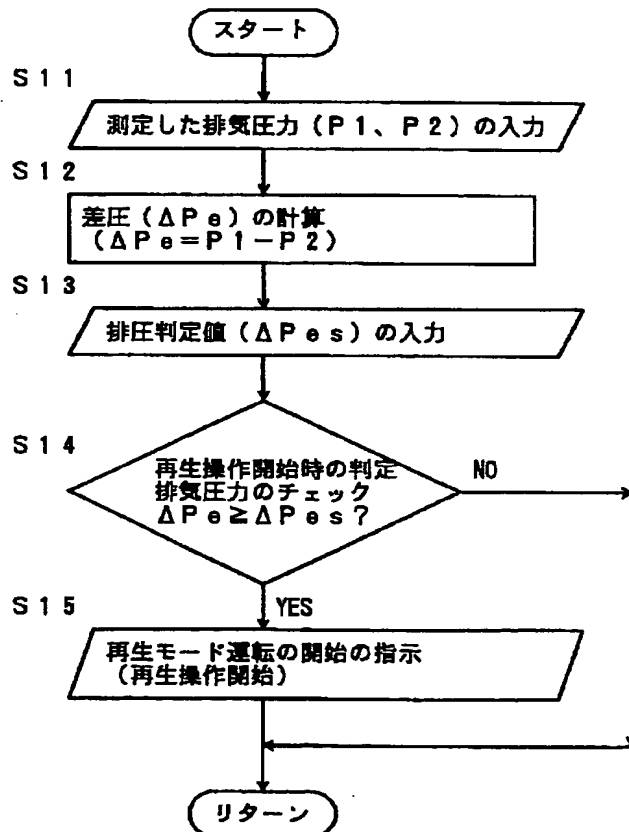 スタート
S11
測定した排気圧力(P1、P2)の入力
S12
差圧(ΔPe)の計算
(ΔPe=P1-P2)
S13
排圧判定値(ΔPes)の入力
S14
再生操作開始時の判定
排気圧力のチェック
ΔPe≧ΔPes?
NO
YES
S15
再生モード運転の開始の指示
(再生操作開始)
リターン